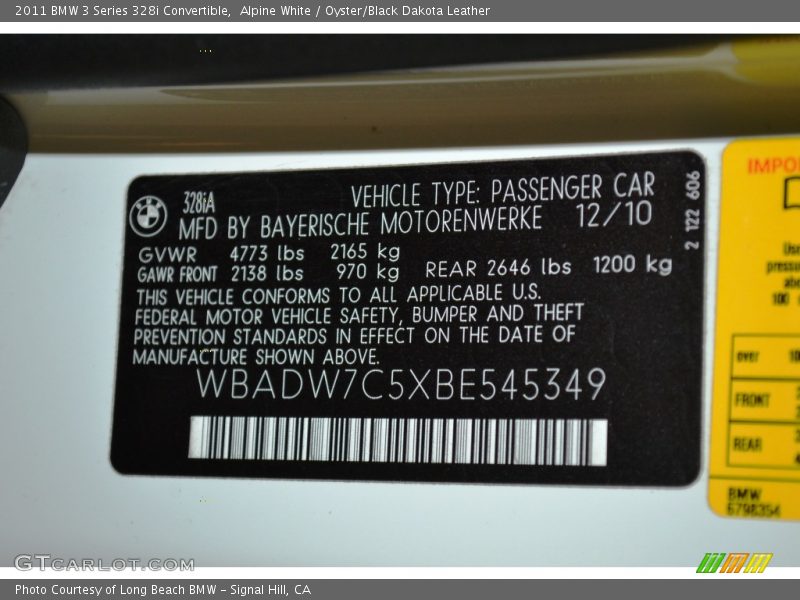 2011 BMW 3 Series 328i Convertible, Alpine White / Oyster/Black Dakota Leather
328iA
VEHICLE TYPE: PASSENGER CAR
MFD BY BAYERISCHE MOTORENWERKE 12/10
GVWR 4773 lbs 2165 kg
GAWR FRONT 2138 lbs 970 kg REAR 2646 lbs 1200 kg
THIS VEHICLE CONFORMS TO ALL APPLICABLE U.S.
FEDERAL MOTOR VEHICLE SAFETY, BUMPER AND THEFT
PREVENTION STANDARDS IN EFFECT ON THE DATE OF
MANUFACTURE SHOWN ABOVE.
WBADW7C5XBE545349
2 122 606
over
FRONT
REAR
BMW
6798354
GTCARLOT.COM
Photo Courtesy of Long Beach BMW - Signal Hill, CA